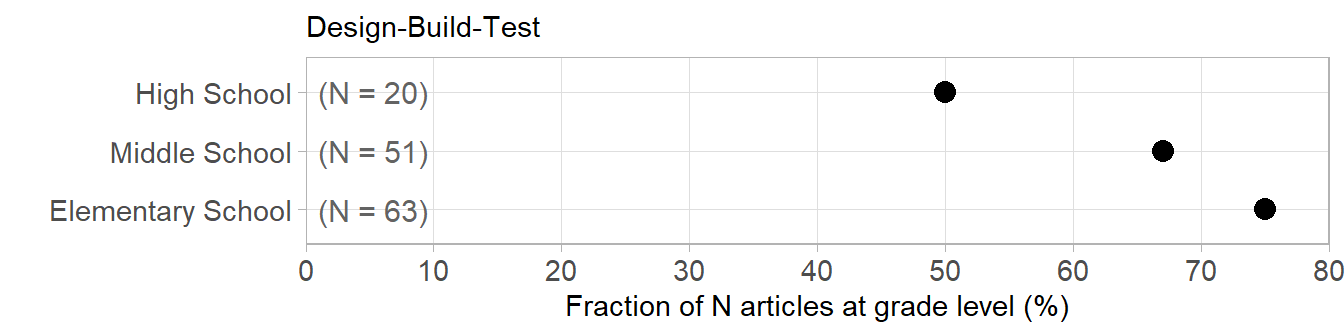 Design-Build-Test
High School (N = 20)
Middle School (N = 51)
Elementary School (N = 63)
0 10 20 30 40 50 60 70 80
Fraction of N articles at grade level (%)